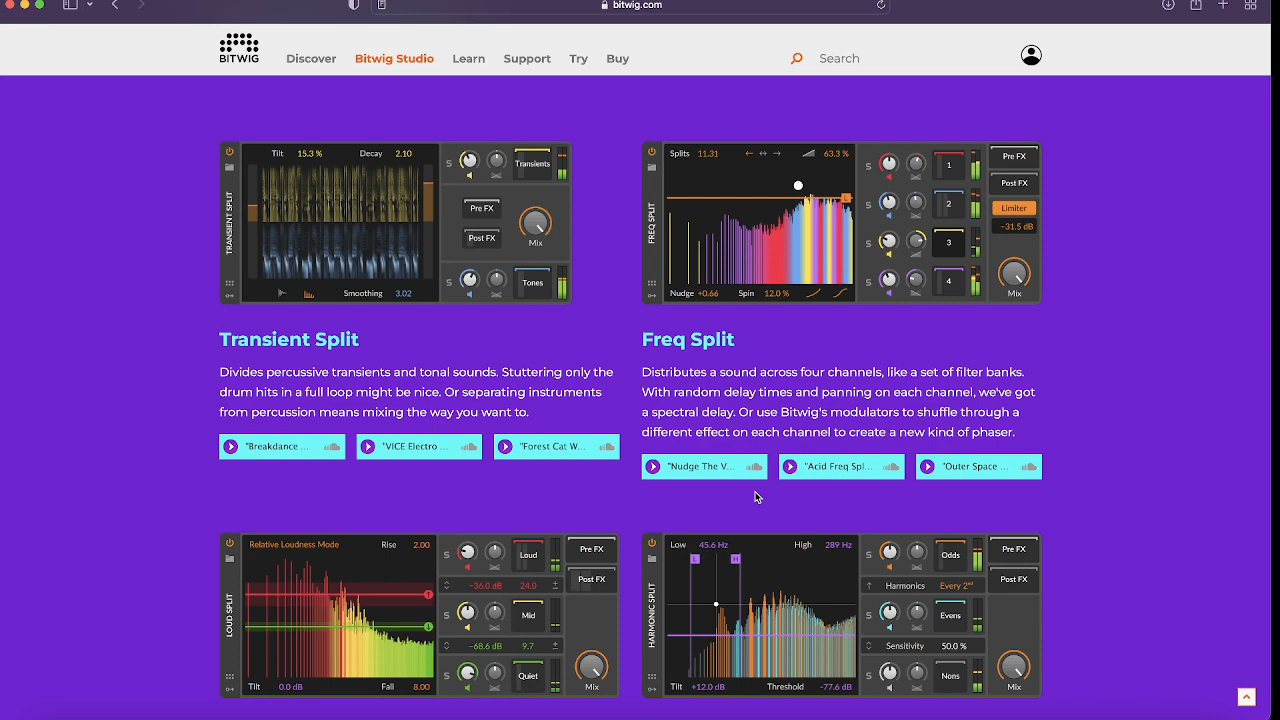 bitwig.com
BITWIG
Discover
Bitwig Studio
Learn
Support
Try
Buy
Search
TRANSIENT SPLIT
Tilt 15.3 %
Decay 2.10
Smoothing 3.02
S
Transients
Pre FX
Post FX
Mix
S
Tones
FREQ SPLIT
Splits 11.31
63.3 %
L
Nudge +0.66
Spin 12.0 %
S 1
S 2
S 3
S 4
Pre FX
Post FX
Limiter
-31.5 dB
Mix
Transient Split
Divides percussive transients and tonal sounds. Stuttering only the
drum hits in a full loop might be nice. Or separating instruments
from percussion means mixing the way you want to.
"Breakdance ...
"VICE Electro ...
"Forest Cat W...
Freq Split
Distributes a sound across four channels, like a set of filter banks.
With random delay times and panning on each channel, we've got
a spectral delay. Or use Bitwig's modulators to shuffle through a
different effect on each channel to create a new kind of phaser.
"Nudge The V...
"Acid Freq Spl...
"Outer Space ...
LOUD SPLIT
Relative Loudness Mode
Rise 2.00
Tilt 0.0 dB
Fall 8.00
S Loud
-36.0 dB 24.0 ±
S Mid
-68.6 dB 9.7 ±
S Quiet
Pre FX
Post FX
Mix
HARMONIC SPLIT
Low 45.6 Hz
High 289 Hz
L
H
Tilt +12.0 dB
Threshold -77.6 dB
S Odds
Harmonics Every 2nd
S Evens
Sensitivity 50.0 %
S Nons
Pre FX
Post FX
Mix